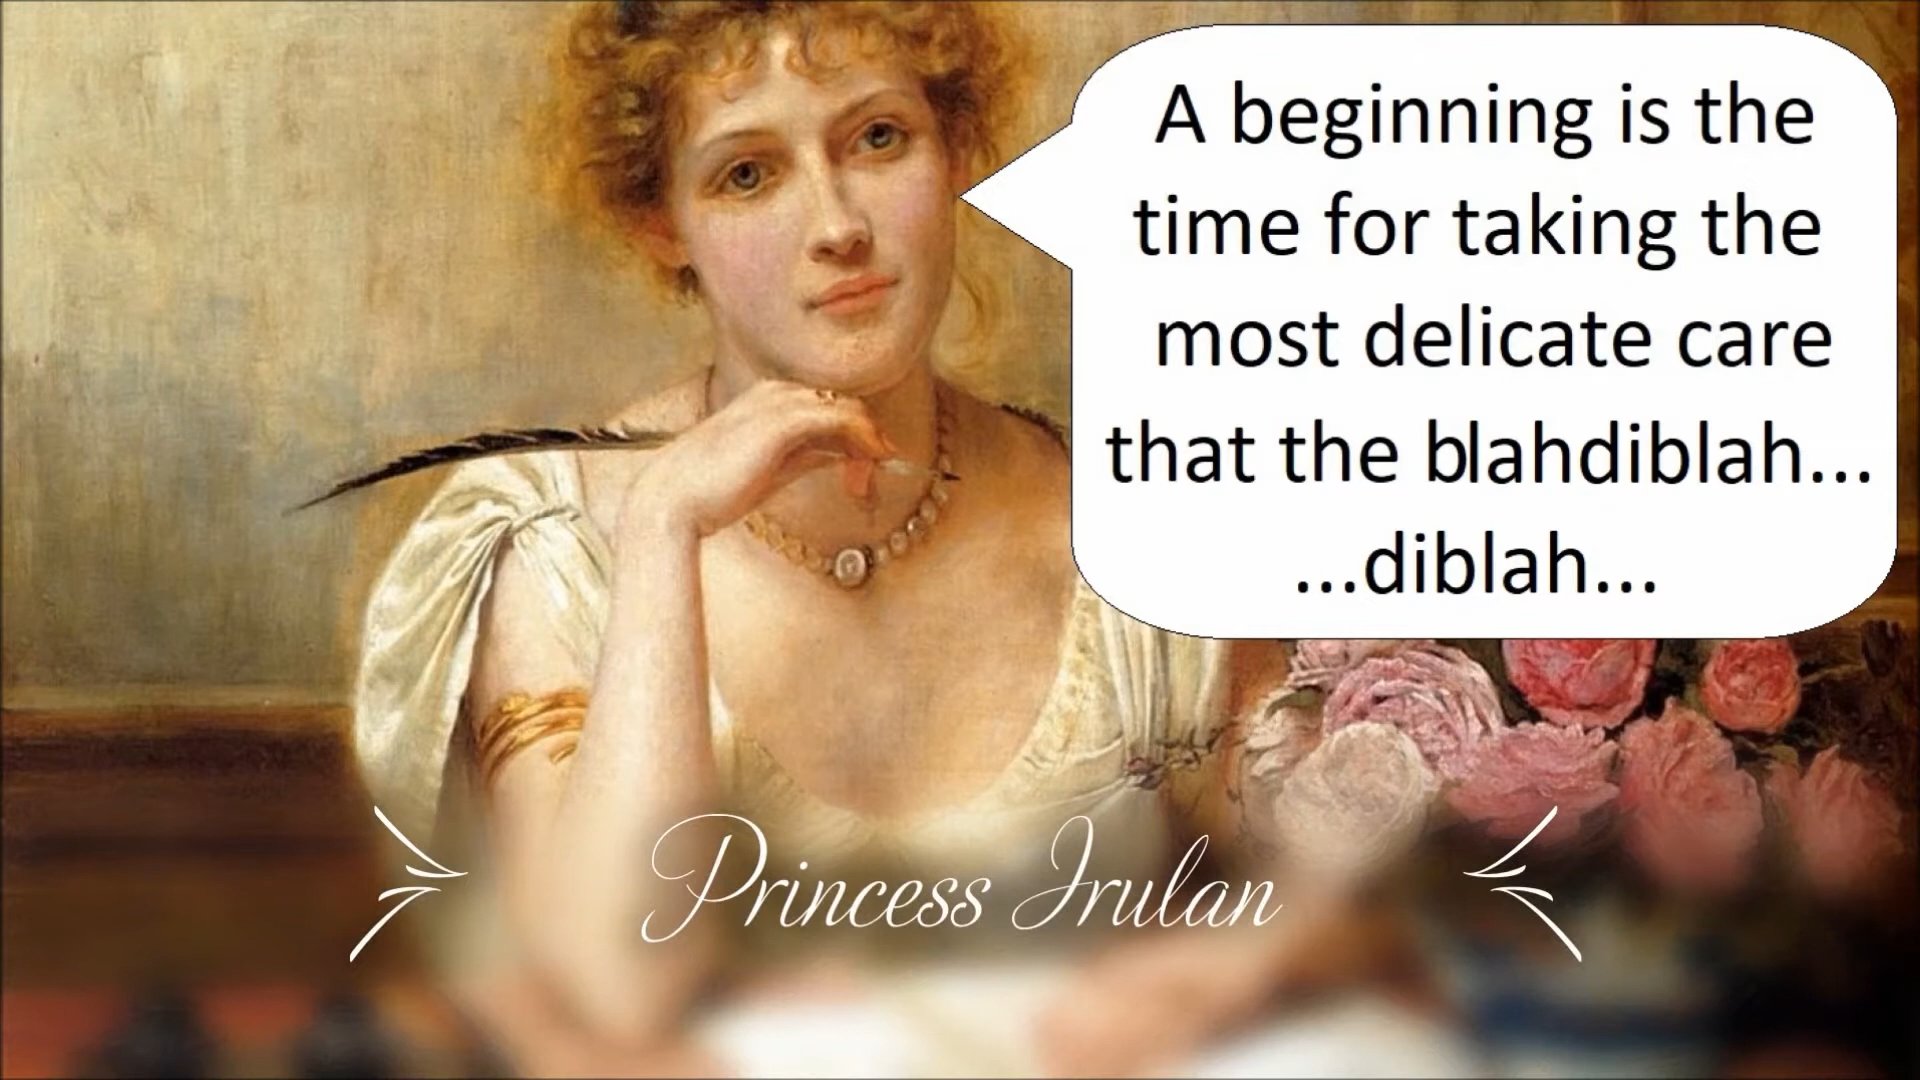 A beginning is the
time for taking the
most delicate care
that the blahdiblah...
...diblah...
Princess Irulan